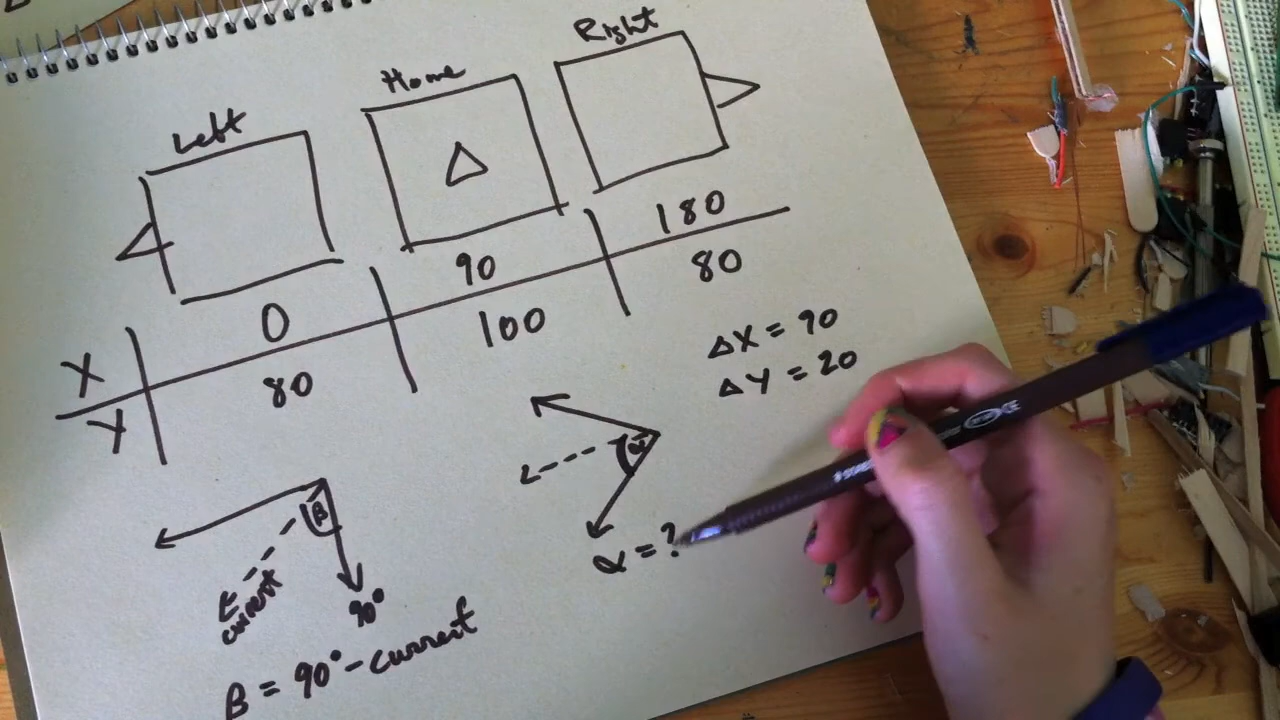 Left
Home
Right
X 0 90 180
Y 80 100 80
ΔX = 90
ΔY = 20
B
current
90°
B = 90° - current
α = ?